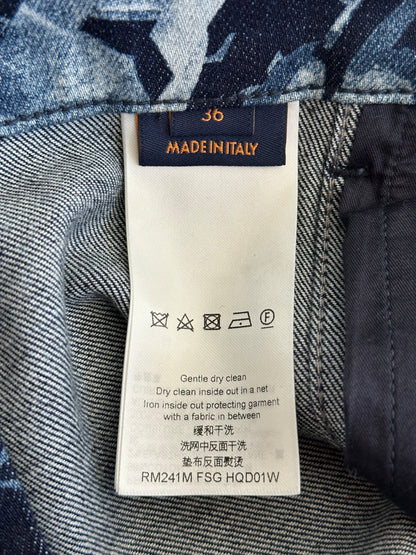 36
MADE IN ITALY
Gentle dry clean
Dry clean inside out in a net
Iron inside out protecting garment
with a fabric in between
缓和干洗
洗网中反面干洗
垫布反面熨烫
RM241M FSG HQD01W